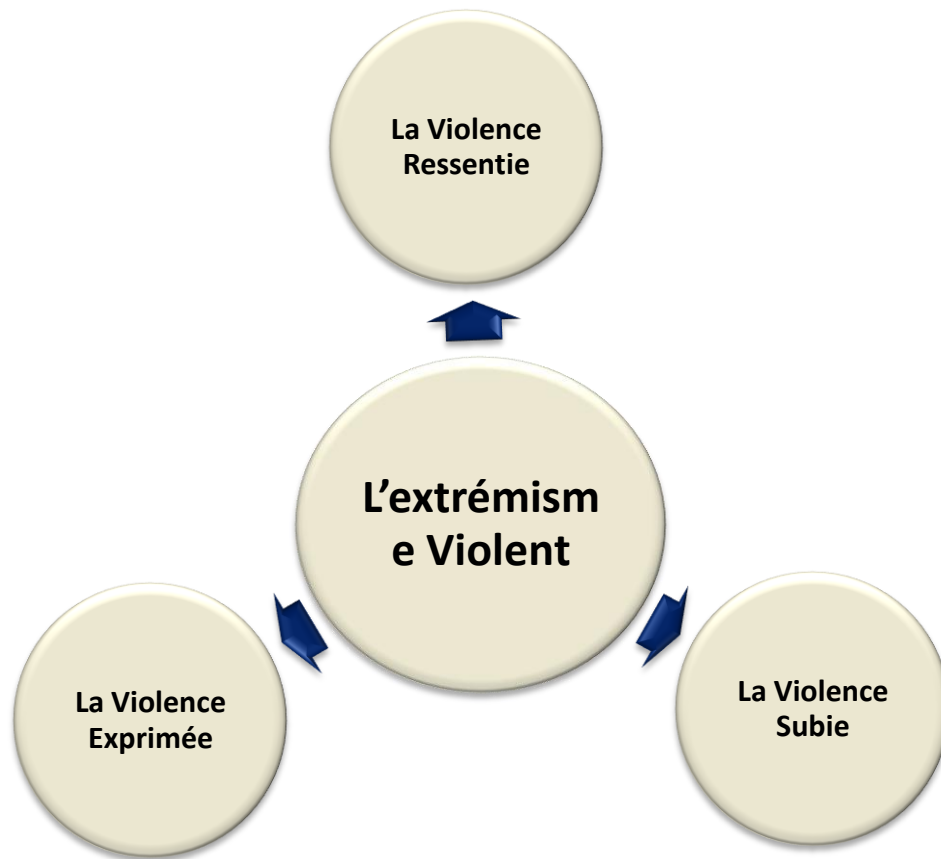 La Violence
Ressentie
L’extrémism
e Violent
La Violence
Exprimée
La Violence
Subie